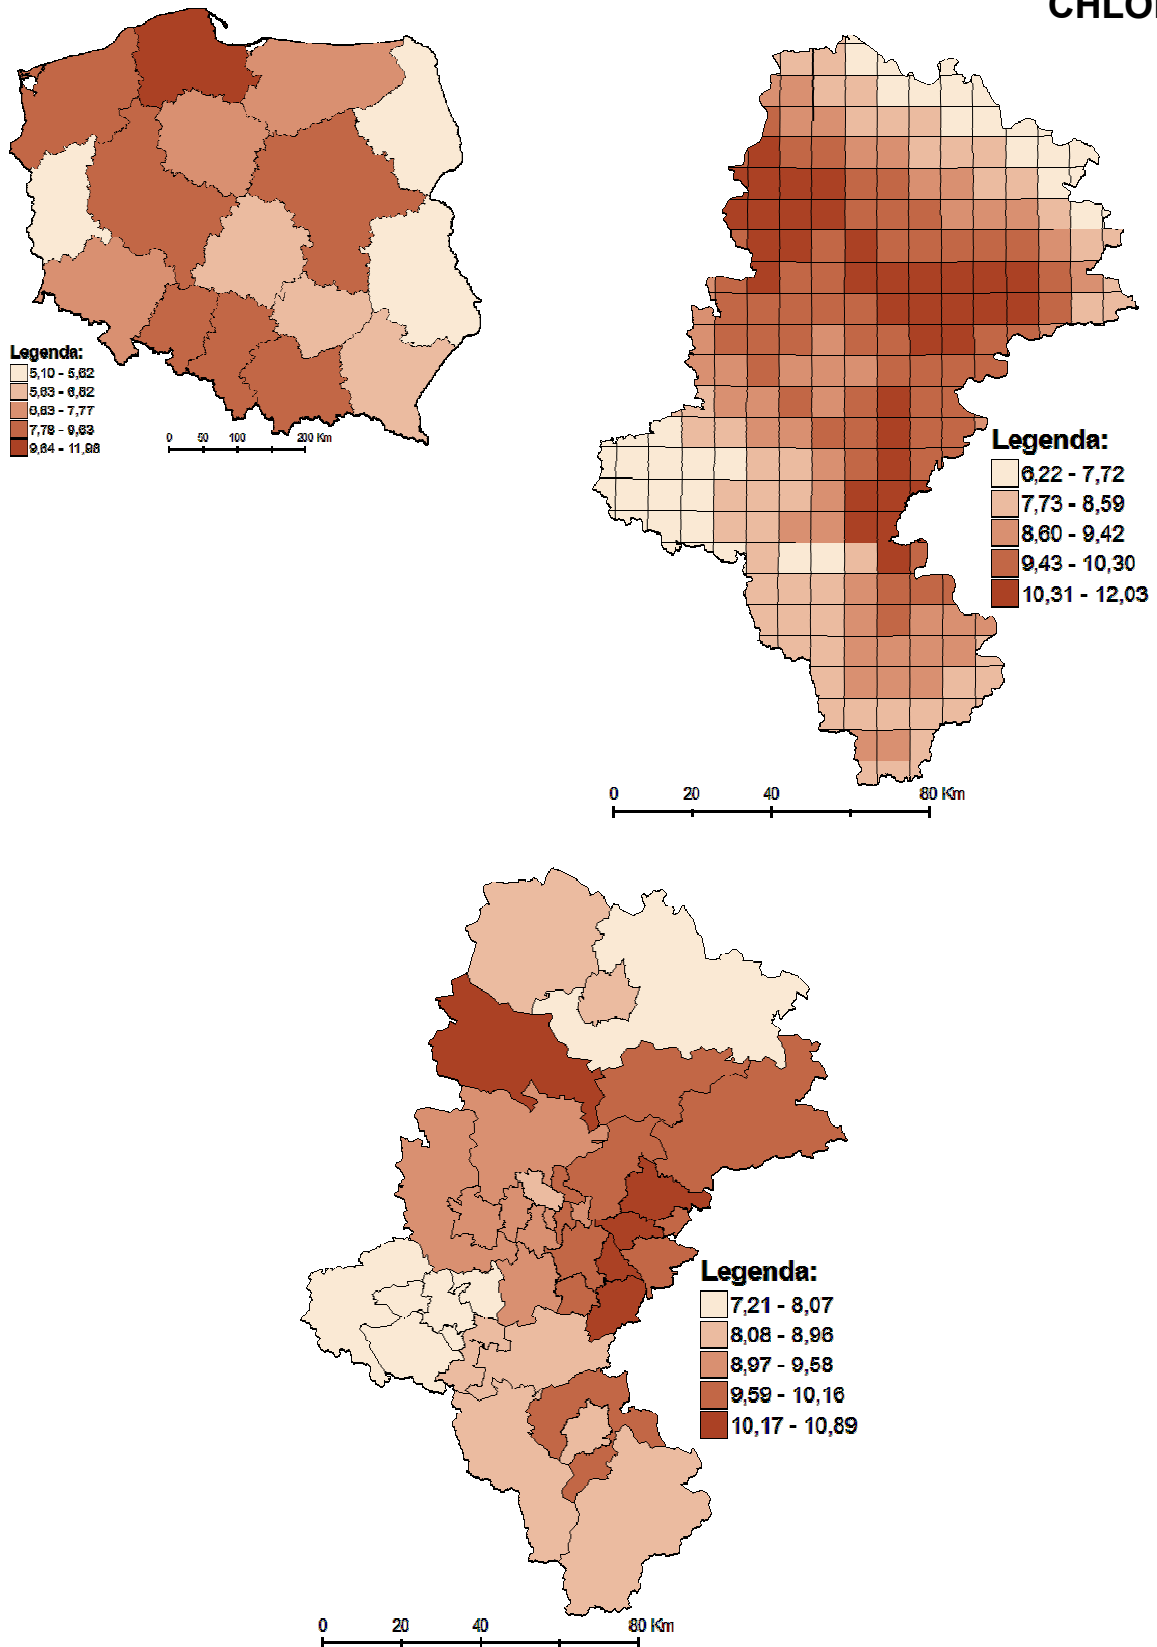 CHLO
Legenda:
5,10 - 5,62
5,63 - 6,62
6,63 - 7,77
7,78 - 9,63
9,64 - 11,98
0 50 100 200 Km
Legenda:
6,22 - 7,72
7,73 - 8,59
8,60 - 9,42
9,43 - 10,30
10,31 - 12,03
0 20 40 80 Km
Legenda:
7,21 - 8,07
8,08 - 8,96
8,97 - 9,58
9,59 - 10,16
10,17 - 10,89
0 20 40 80 Km